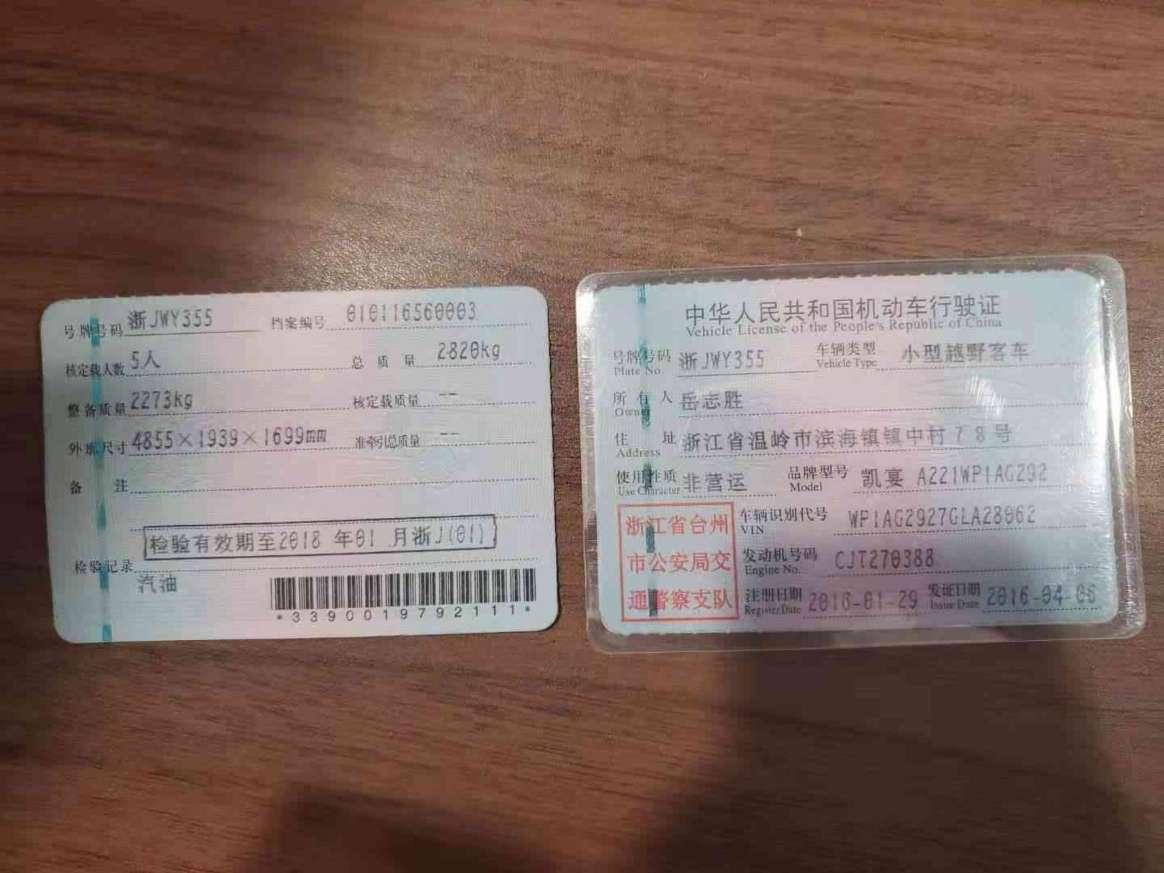 号牌号码 浙JWY355 档案编号 010116560003
核定载人数 5人 总质量 2820kg
整备质量 2273kg 核定载质量 --
外廓尺寸 4855×1939×1699mm 准牵引总质量 --
备注
检验有效期至2018 年01 月浙J(01)
检验记录
汽油
*3390019792111*
中华人民共和国机动车行驶证
Vehicle License of the People's Republic of China
号牌号码 浙JWY355 车辆类型 小型越野客车
Plate No. Vehicle Type
所有人 岳志胜
Owner
住址 浙江省温岭市滨海镇镇中村78号
Address
使用性质 非营运 品牌型号 凯宴 A221WP1AG292
Use Character Model
浙江省台州
市公安局交
通警察支队
车辆识别代号 WP1AG2927GLA28062
VIN
发动机号码 CJT270388
Engine No.
注册日期 2016-01-29 发证日期 2016-04-06
Register Date Issue Date